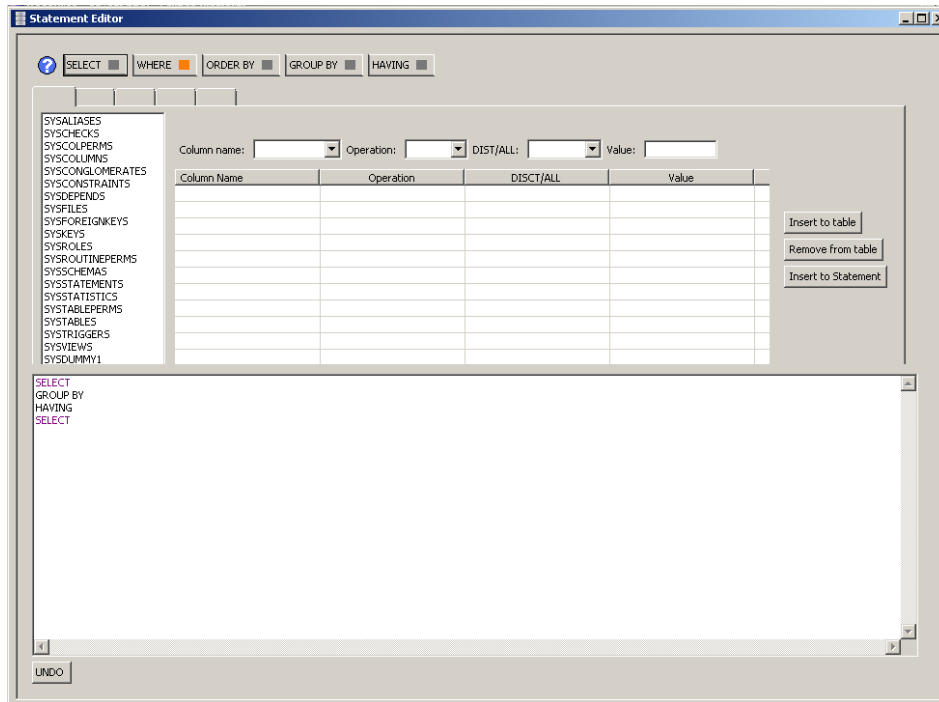 Statement Editor
SELECT WHERE ORDER BY GROUP BY HAVING
SYSALIASES
SYSCHECKS
SYSCOLPERMS
SYSCOLUMNS
SYSCONGLOMERATES
SYSCONSTRAINTS
SYSDEPENDS
SYSFILES
SYSFOREIGNKEYS
SYSKEYS
SYSROLES
SYSROUTINEPERMS
SYSSCHEMAS
SYSSTATEMENTS
SYSSTATISTICS
SYSTABLEPERMS
SYSTABLES
SYSTRIGGERS
SYSVIEWS
SYSDUMMY1
Column name: Operation: DIST/ALL: Value:
Column Name Operation DISCT/ALL Value
Insert to table
Remove from table
Insert to Statement
SELECT
GROUP BY
HAVING
SELECT
UNDO